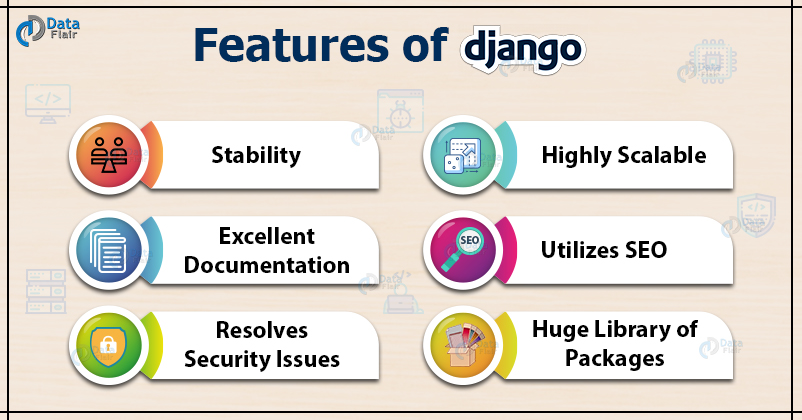 Data
Flair
Features of django
Stability
Highly Scalable
Excellent
Documentation
SEO
Utilizes SEO
Resolves
Security Issues
Huge Library of
Packages